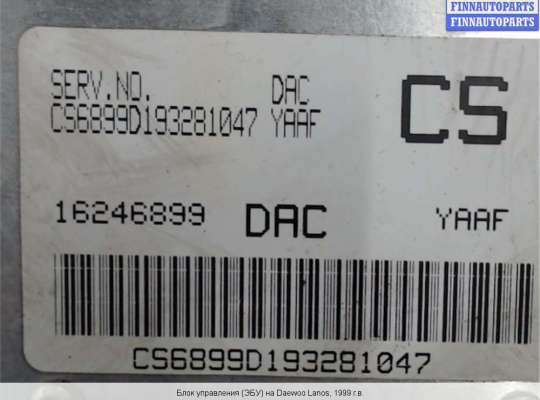 FINNAUTOPARTS
FINNAUTOPARTS
SERV.NO. DAC
CS6899D193281047 YAAF
CS
16246899 DAC YAAF
CS6899D193281047
Блок управления (ЭБУ) на Daewoo Lanos, 1999 г.в.